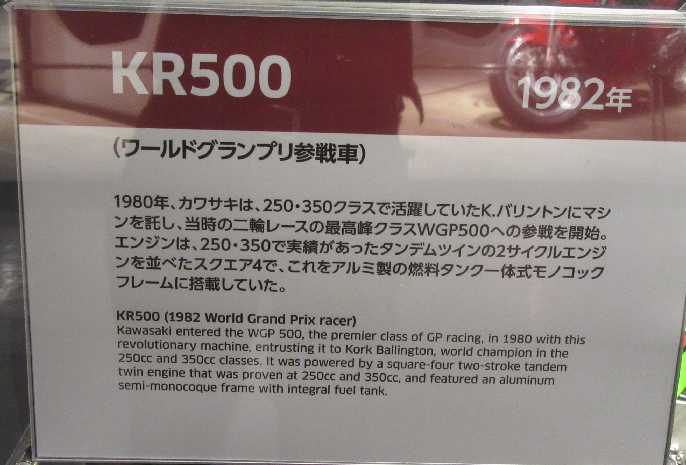 KR500
1982年
(ワールドグランプリ参戦車)
1980年、カワサキは、250・350クラスで活躍していたK.バリントンにマシ
ンを託し、当時の二輪レースの最高峰クラスWGP500への参戦を開始。
エンジンは、250・350で実績があったタンデムツインの2サイクルエンジ
ンを並べたスクエア4で、これをアルミ製の燃料タンク一体式モノコック
フレームに搭載していた。
KR500 (1982 World Grand Prix racer)
Kawasaki entered the WGP 500, the premier class of GP racing, in 1980 with this
revolutionary machine, entrusting it to Kork Ballington, world champion in the
250cc and 350cc classes. It was powered by a square-four two-stroke tandem
twin engine that was proven at 250cc and 350cc, and featured an aluminum
semi-monocoque frame with integral fuel tank.